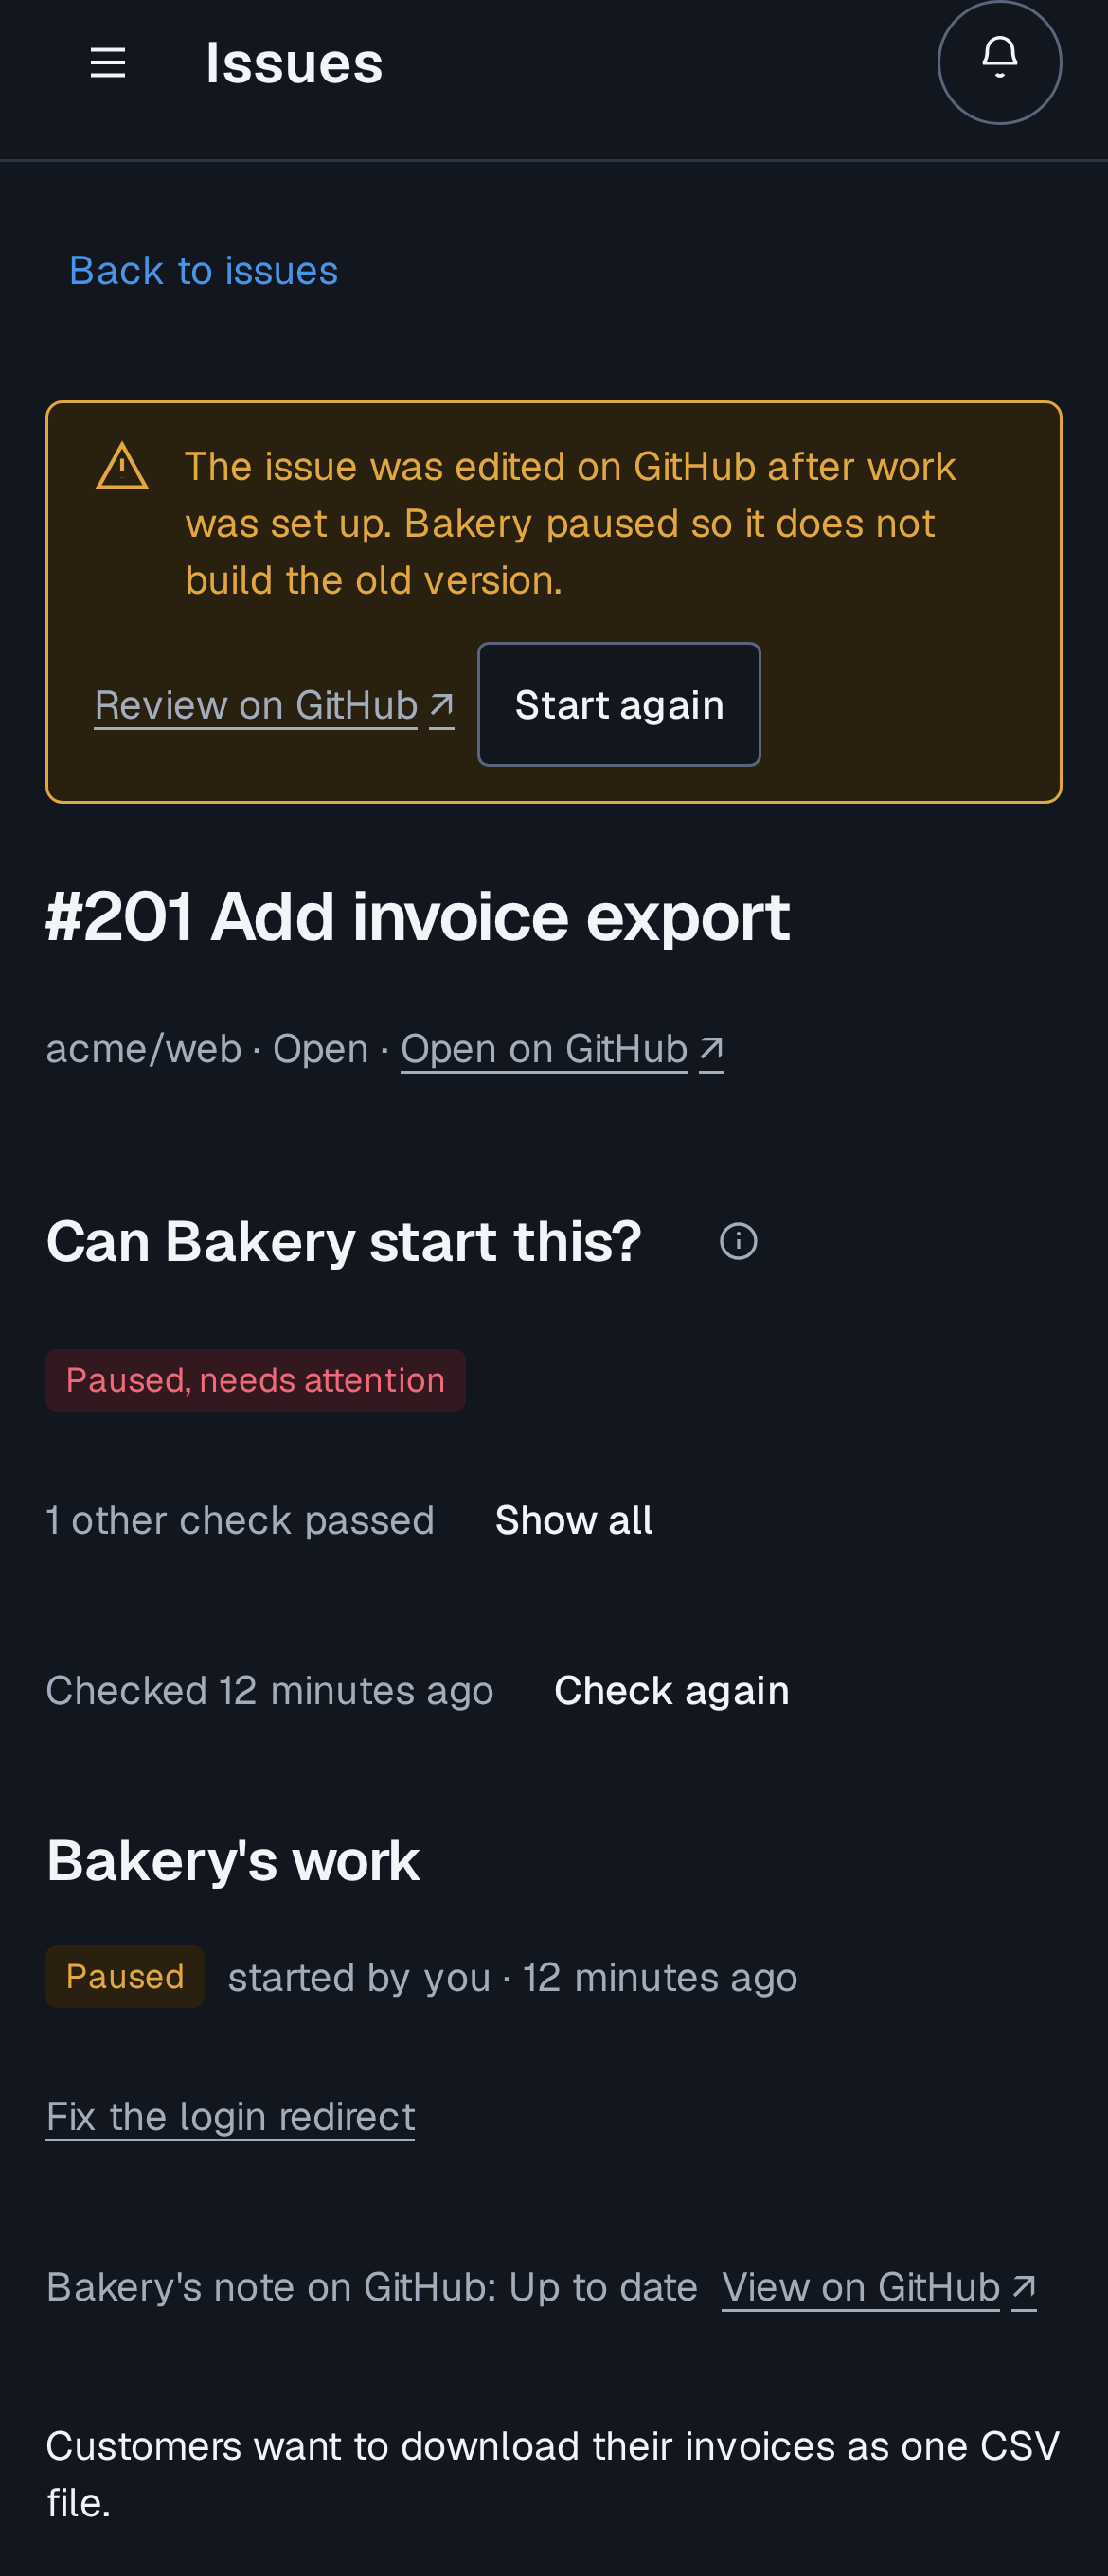 Issues
Back to issues
The issue was edited on GitHub after work
was set up. Bakery paused so it does not
build the old version.
Review on GitHub ↗ Start again
#201 Add invoice export
acme/web · Open · Open on GitHub ↗
Can Bakery start this?
Paused, needs attention
1 other check passed Show all
Checked 12 minutes ago Check again
Bakery's work
Paused started by you · 12 minutes ago
Fix the login redirect
Bakery's note on GitHub: Up to date View on GitHub ↗
Customers want to download their invoices as one CSV
file.